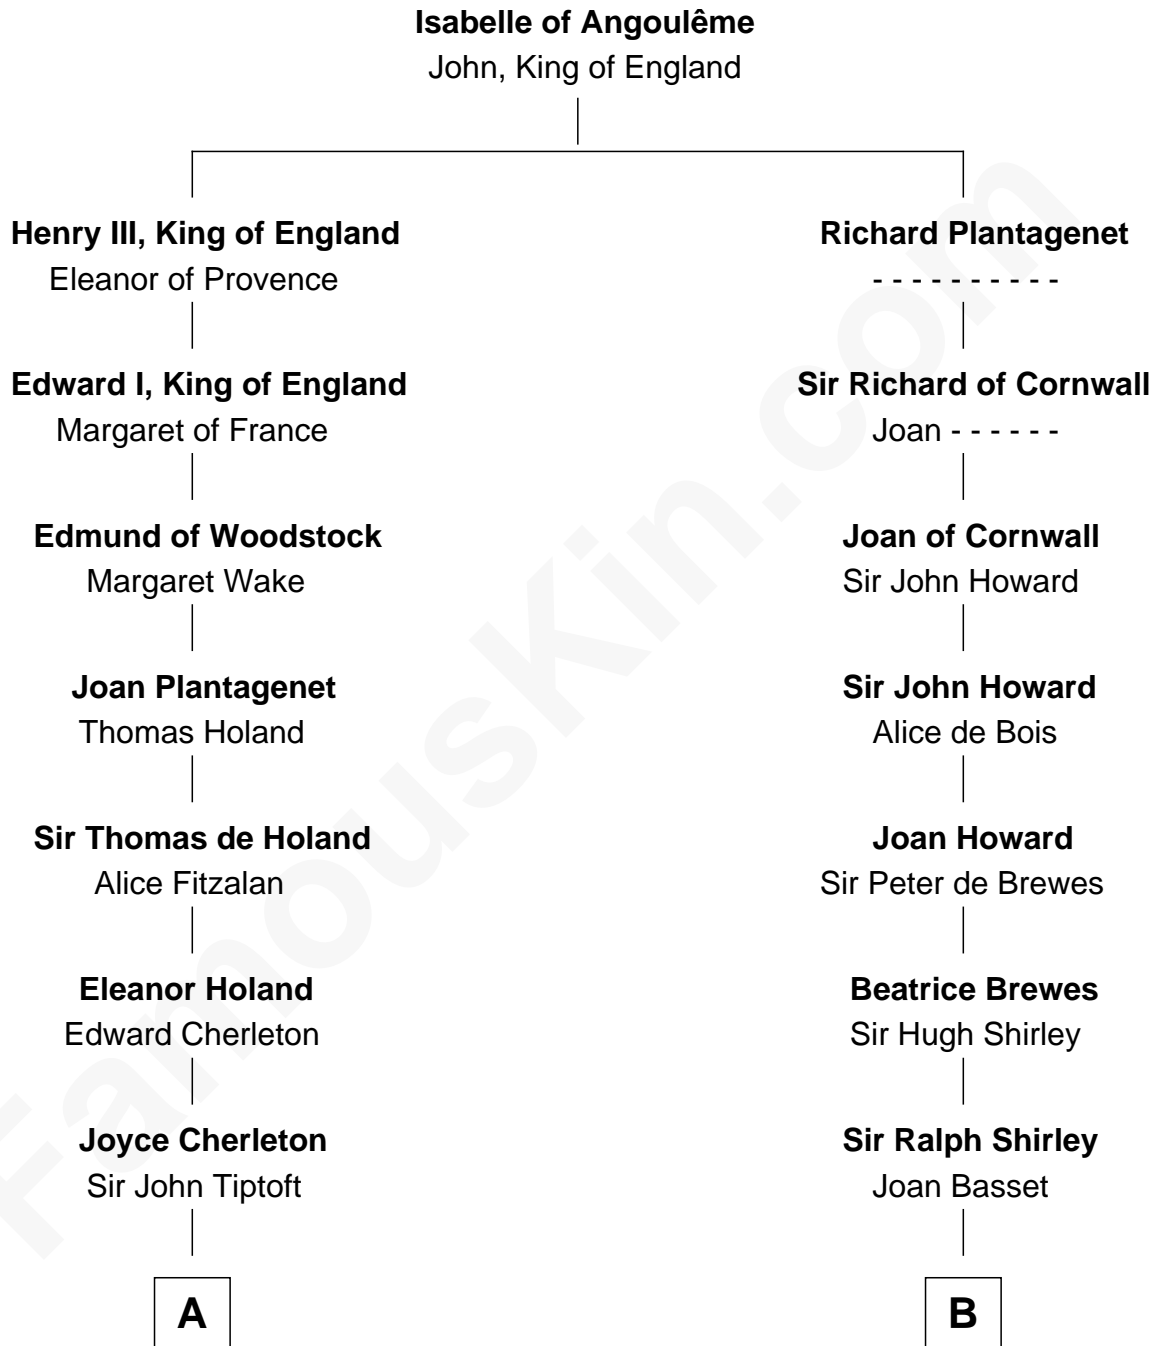 Isabelle of Angoulême
John, King of England
Henry III, King of England
Eleanor of Provence
Richard Plantagenet
- - - - - - - - - -
Edward I, King of England
Margaret of France
Sir Richard of Cornwall
Joan - - - - - -
Edmund of Woodstock
Margaret Wake
Joan of Cornwall
Sir John Howard
Joan Plantagenet
Thomas Holand
Sir John Howard
Alice de Bois
Sir Thomas de Holand
Alice Fitzalan
Joan Howard
Sir Peter de Brewes
Eleanor Holand
Edward Cherleton
Beatrice Brewes
Sir Hugh Shirley
Joyce Cherleton
Sir John Tiptoft
Sir Ralph Shirley
Joan Basset
A
B
FamousKin.com